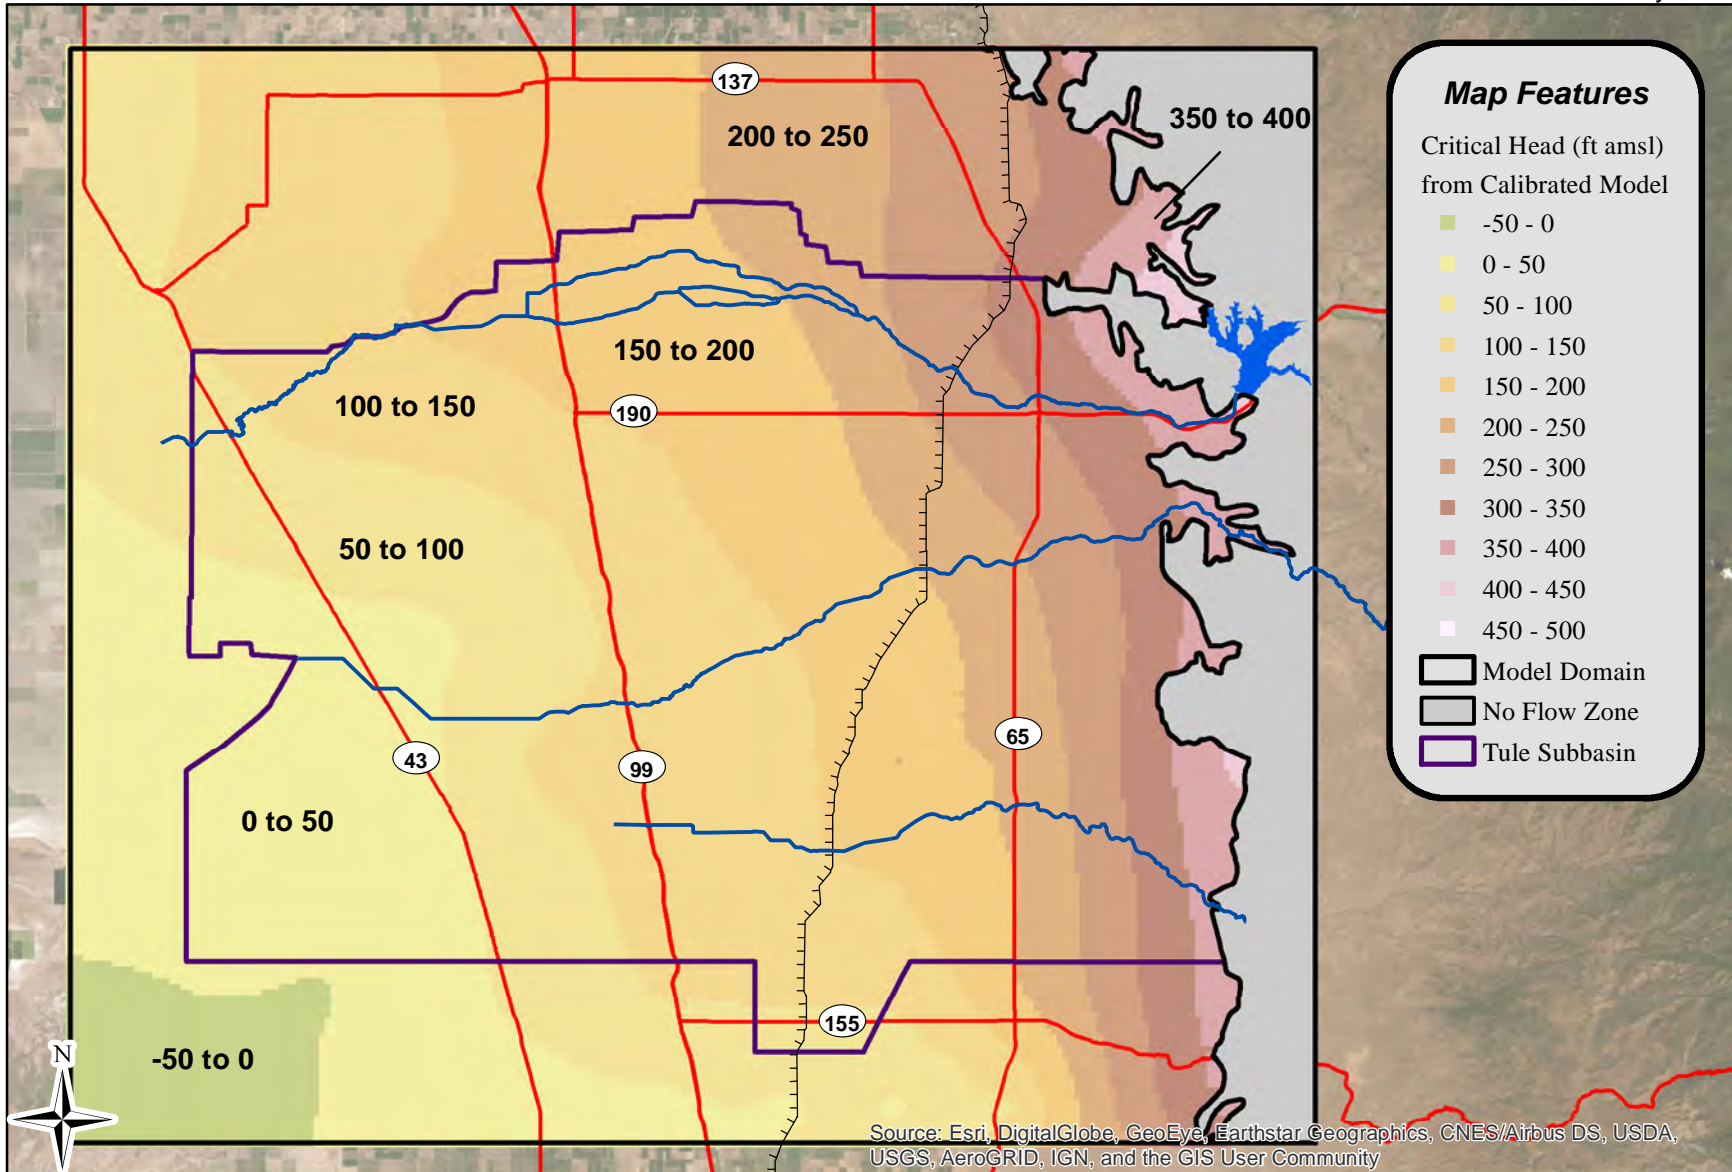 137
200 to 250
350 to 400
150 to 200
100 to 150
190
50 to 100
65
43
99
0 to 50
155
-50 to 0
N
Map Features
Critical Head (ft amsl)
from Calibrated Model
-50 - 0
0 - 50
50 - 100
100 - 150
150 - 200
200 - 250
250 - 300
300 - 350
350 - 400
400 - 450
450 - 500
Model Domain
No Flow Zone
Tule Subbasin
Source: Esri, DigitalGlobe, GeoEye, Earthstar Geographics, CNES/Airbus DS, USDA,
USGS, AeroGRID, IGN, and the GIS User Community